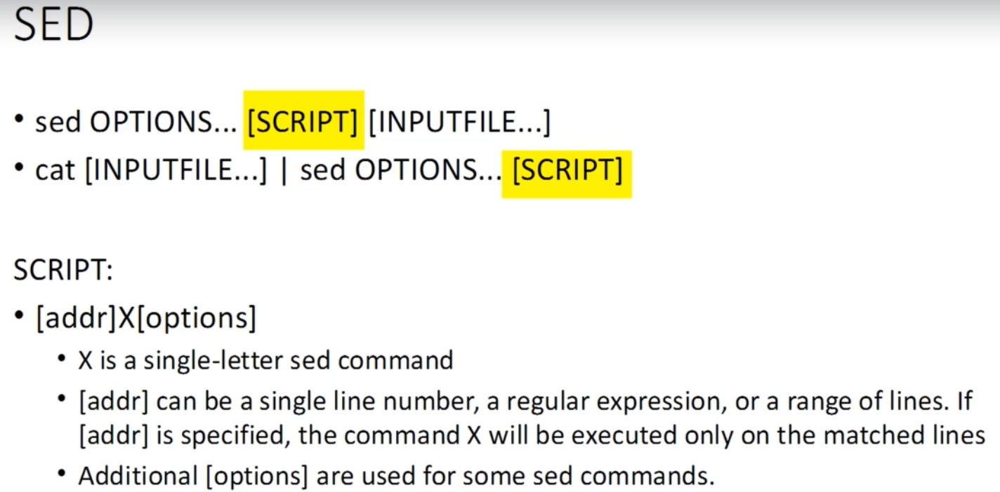 SED
• sed OPTIONS... [SCRIPT] [INPUTFILE...]
• cat [INPUTFILE...] | sed OPTIONS... [SCRIPT]
SCRIPT:
• [addr]X[options]
• X is a single-letter sed command
• [addr] can be a single line number, a regular expression, or a range of lines. If
[addr] is specified, the command X will be executed only on the matched lines
• Additional [options] are used for some sed commands.